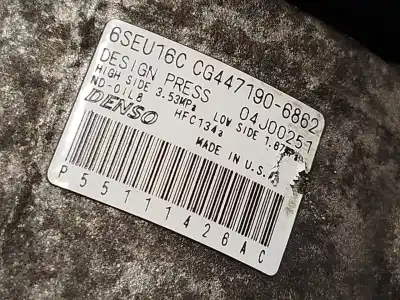 6SEU16C CG447190-6862
DESIGN PRESS 04J00251
HIGH SIDE 3.53MPa LOW SIDE 1.6
ND-OIL8 HFC134a
DENSO MADE IN U.S.A.
P55111426AC